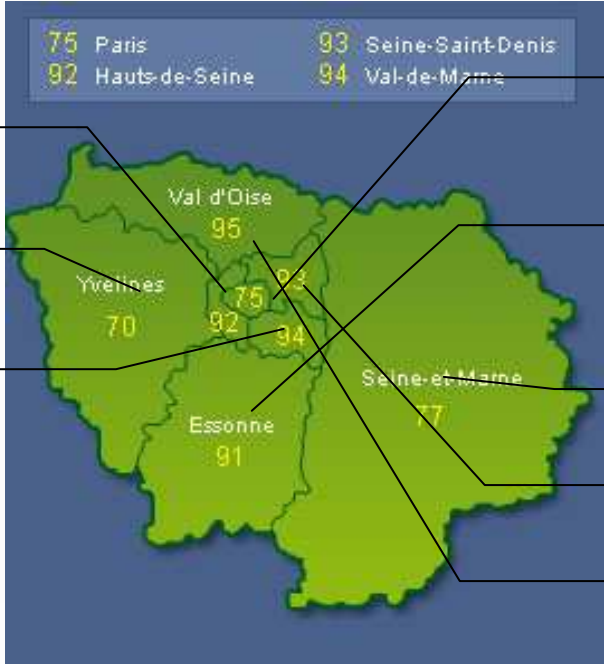 75 Paris 93 Seine-Saint-Denis
92 Hauts-de-Seine 94 Val-de-Marne
Val d'Oise
95
Yvelines
70
93
75
92
94
Seine-et-Marne
77
Essonne
91